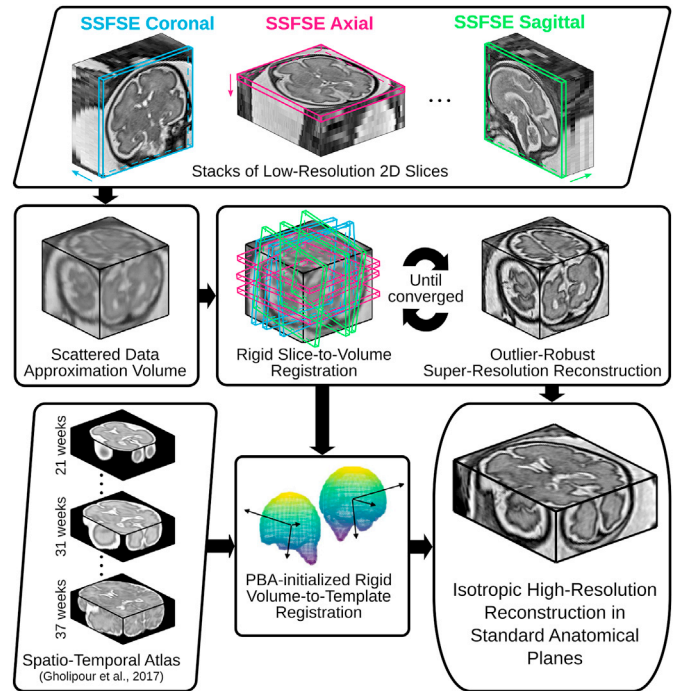 SSFSE Coronal
SSFSE Axial
SSFSE Sagittal
...
Stacks of Low-Resolution 2D Slices
Scattered Data
Approximation Volume
Rigid Slice-to-Volume
Registration
Until
converged
Outlier-Robust
Super-Resolution Reconstruction
21 weeks
31 weeks
37 weeks
Spatio-Temporal Atlas
(Gholipour et al., 2017)
PBA-initialized Rigid
Volume-to-Template
Registration
Isotropic High-Resolution
Reconstruction in
Standard Anatomical
Planes